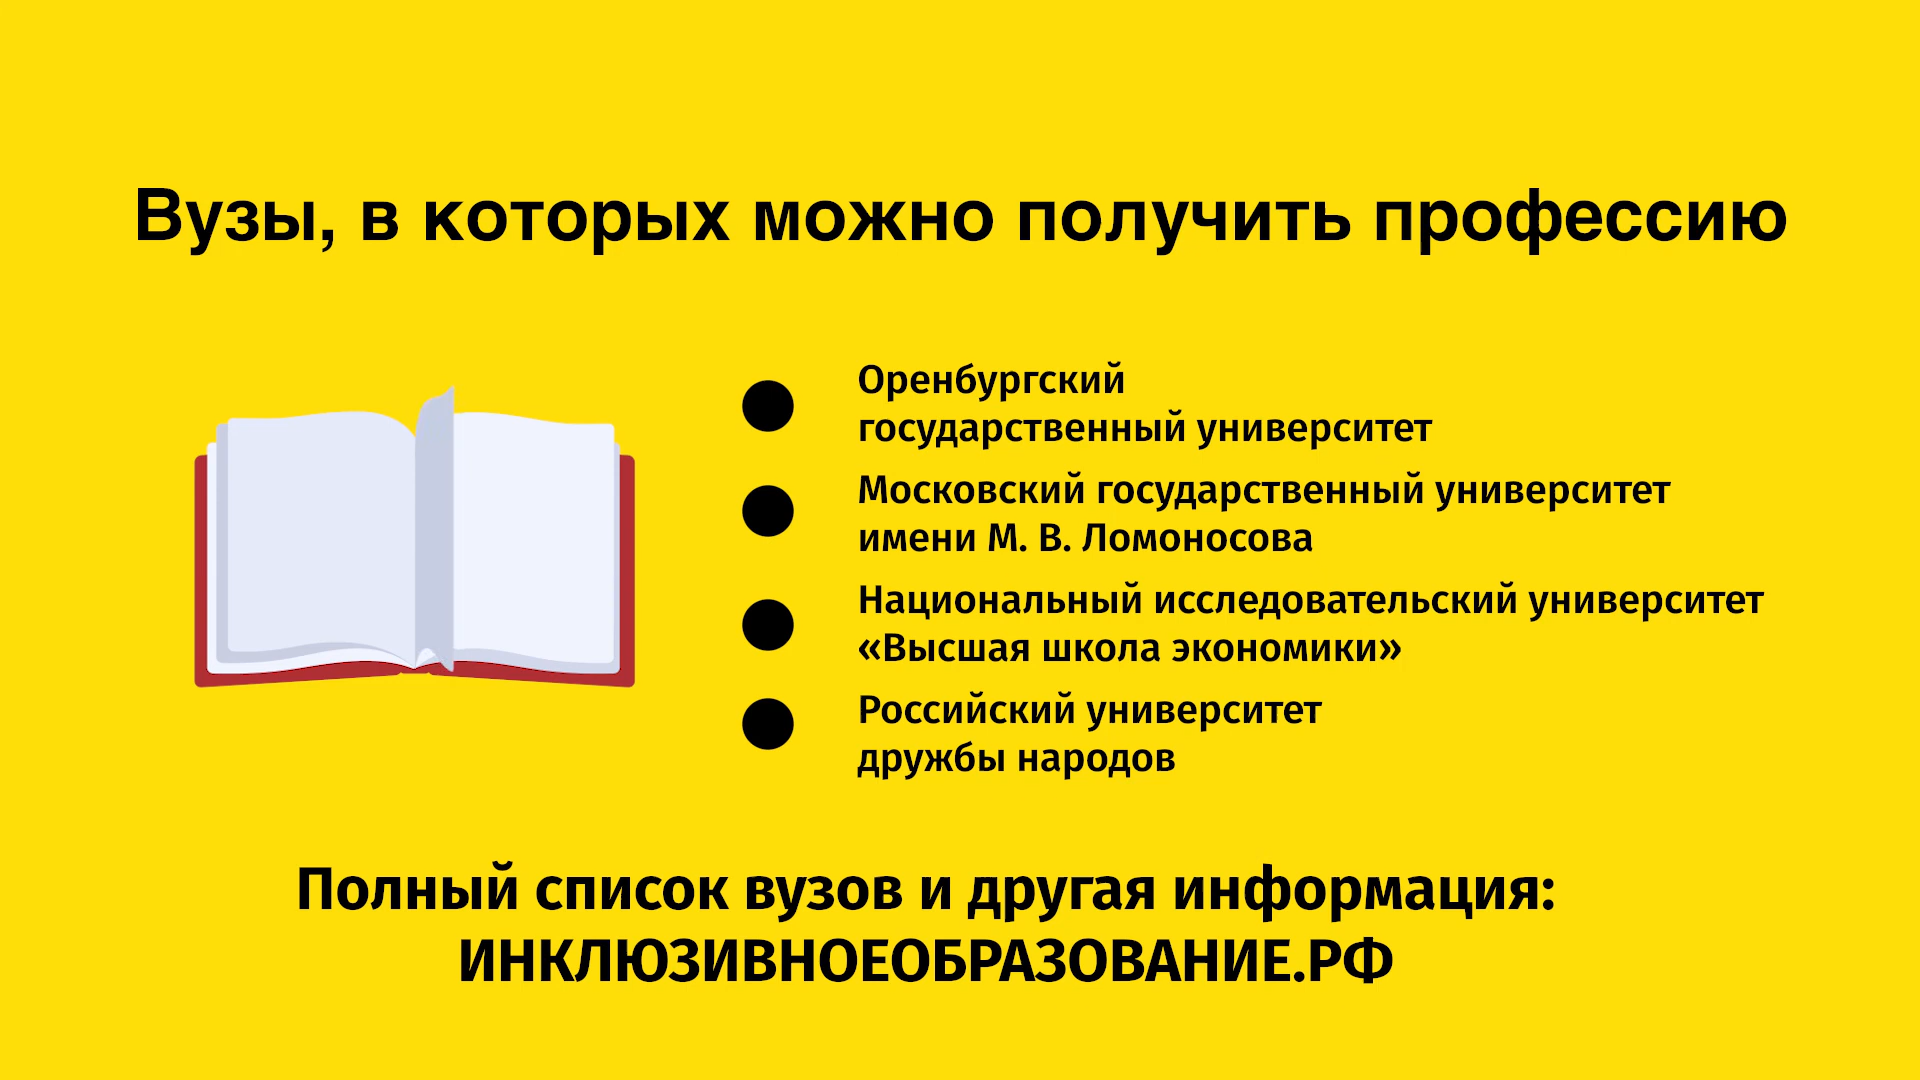 Вузы, в которых можно получить профессию
Оренбургский
государственный университет
Московский государственный университет
имени М. В. Ломоносова
Национальный исследовательский университет
«Высшая школа экономики»
Российский университет
дружбы народов
Полный список вузов и другая информация:
ИНКЛЮЗИВНОЕОБРАЗОВАНИЕ.РФ